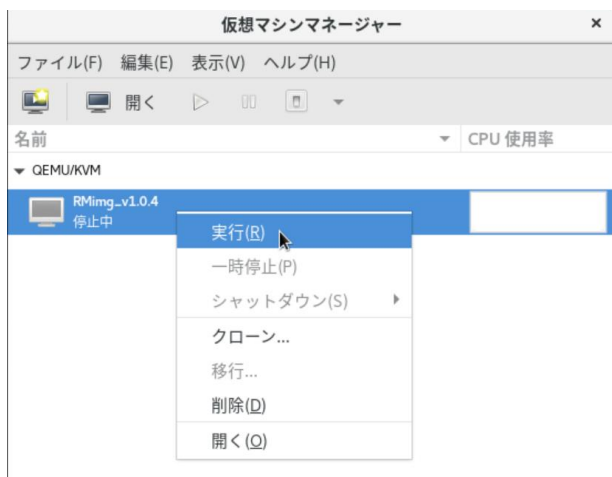 仮想マシンマネージャー ×
ファイル(F) 編集(E) 表示(V) ヘルプ(H)
開く
名前 CPU 使用率
QEMU/KVM
RMimg_v1.0.4
停止中
実行(R)
一時停止(P)
シャットダウン(S)
クローン...
移行...
削除(D)
開く(O)